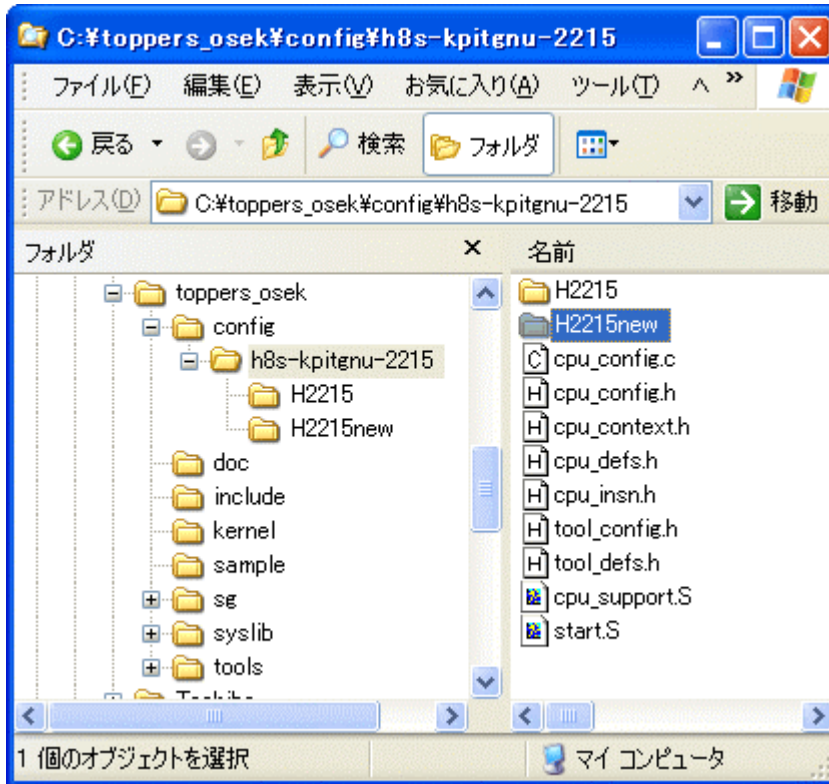 C:¥toppers_osek¥config¥h8s-kpitgnu-2215
ファイル(F) 編集(E) 表示(V) お気に入り(A) ツール(T) ヘ »
戻る 検索 フォルダ
アドレス(D) C:¥toppers_osek¥config¥h8s-kpitgnu-2215 移動
フォルダ × 名前
toppers_osek
config
h8s-kpitgnu-2215
H2215
H2215new
doc
include
kernel
sample
sg
syslib
tools
H2215
H2215new
cpu_config.c
cpu_config.h
cpu_context.h
cpu_defs.h
cpu_insn.h
tool_config.h
tool_defs.h
cpu_support.S
start.S
1 個のオブジェクトを選択 マイ コンピュータ